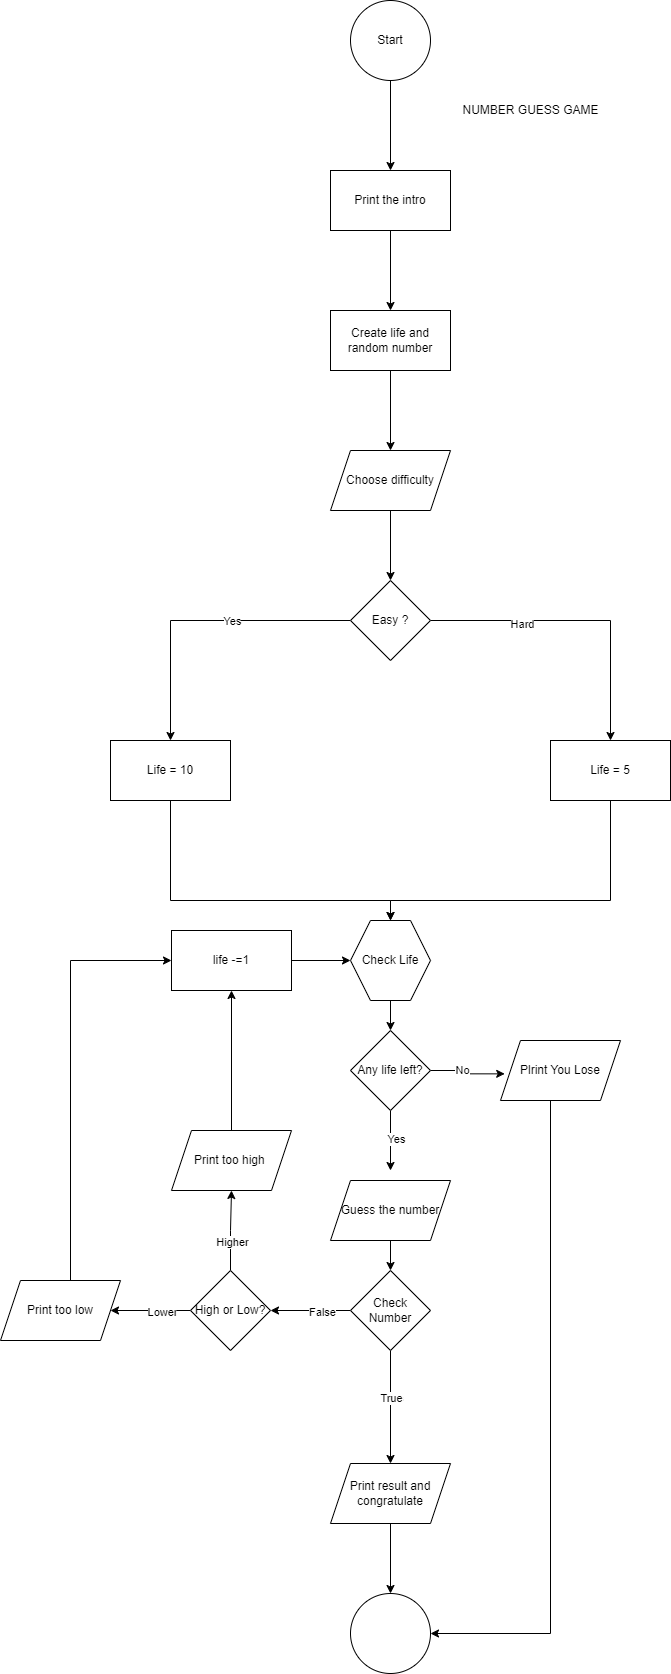 Start
NUMBER GUESS GAME
Print the intro
Create life and
random number
Choose difficulty
Easy ?
Yes
Hard
Life = 10
Life = 5
life -=1
Check Life
Any life left?
No
PlrInt You Lose
Yes
Print too high
Guess the number
Higher
Print too low
Lower
High or Low?
False
Check
Number
True
Print result and
congratulate